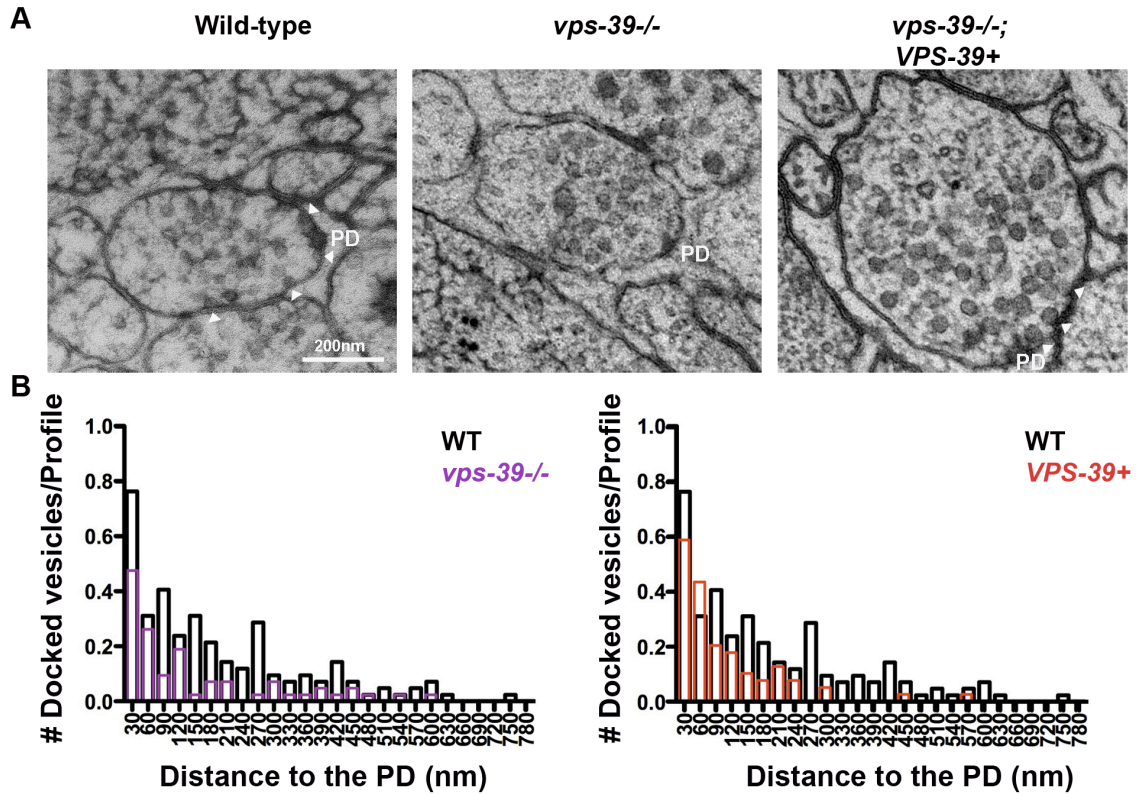 A
Wild-type
vps-39-/-
vps-39-/-;
VPS-39+
PD
200nm
PD
PD
B
# Docked vesicles/Profile
1.0
0.8
0.6
0.4
0.2
0.0
WT
vps-39-/-
30 60 90 120 150 180 210 240 270 300 330 360 390 420 450 480 510 540 570 600 630 660 690 720 750 780
Distance to the PD (nm)
# Docked vesicles/Profile
1.0
0.8
0.6
0.4
0.2
0.0
WT
VPS-39+
30 60 90 120 150 180 210 240 270 300 330 360 390 420 450 480 510 540 570 600 630 660 690 720 750 780
Distance to the PD (nm)